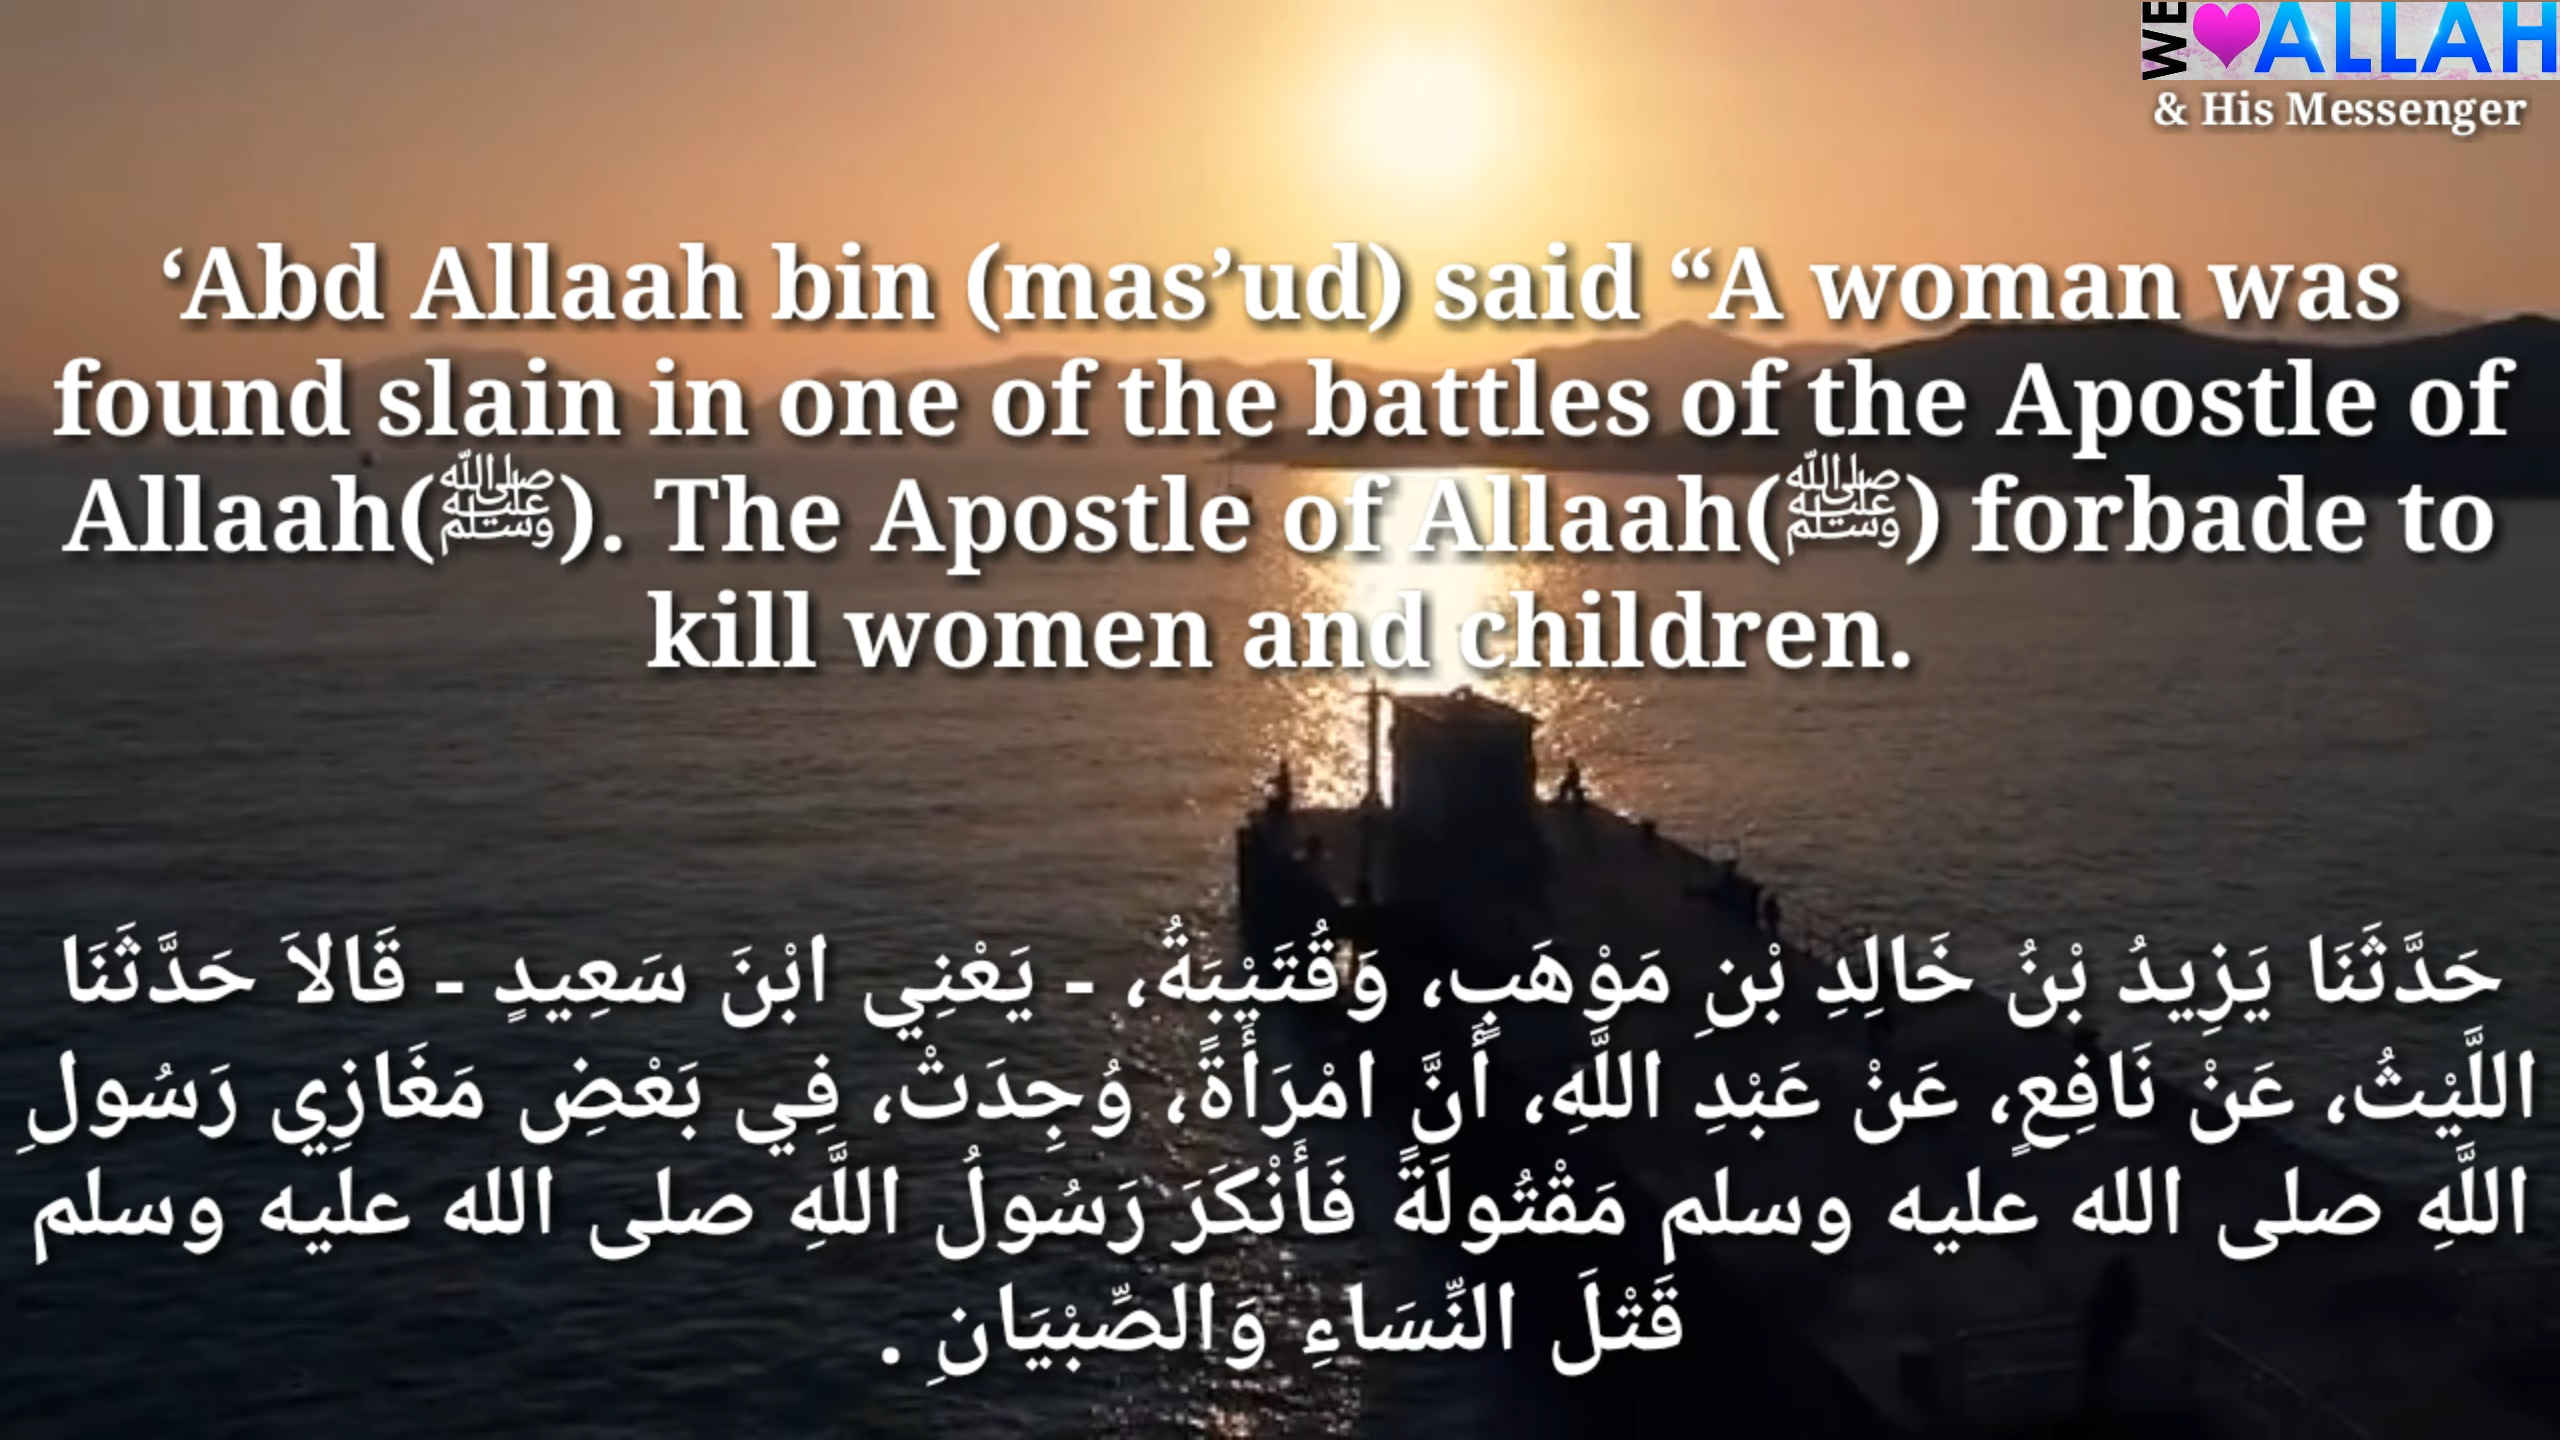 WE ALLAH
& His Messenger
‘Abd Allaah bin (mas’ud) said “A woman was
found slain in one of the battles of the Apostle of
Allaah(ﷺ). The Apostle of Allaah(ﷺ) forbade to
kill women and children.
حَدَّثَنَا يَزِيدُ بْنُ خَالِدِ بْنِ مَوْهَبٍ، وَقُتَيْبَةُ، - يَعْنِي ابْنَ سَعِيدٍ - قَالاَ حَدَّثَنَا
اللَّيْثُ، عَنْ نَافِعٍ، عَنْ عَبْدِ اللَّهِ، أَنَّ امْرَأَةً، وُجِدَتْ، فِي بَعْضِ مَغَازِي رَسُولِ
اللَّهِ صلى الله عليه وسلم مَقْتُولَةً فَأَنْكَرَ رَسُولُ اللَّهِ صلى الله عليه وسلم
قَتْلَ النِّسَاءِ وَالصِّبْيَانِ .